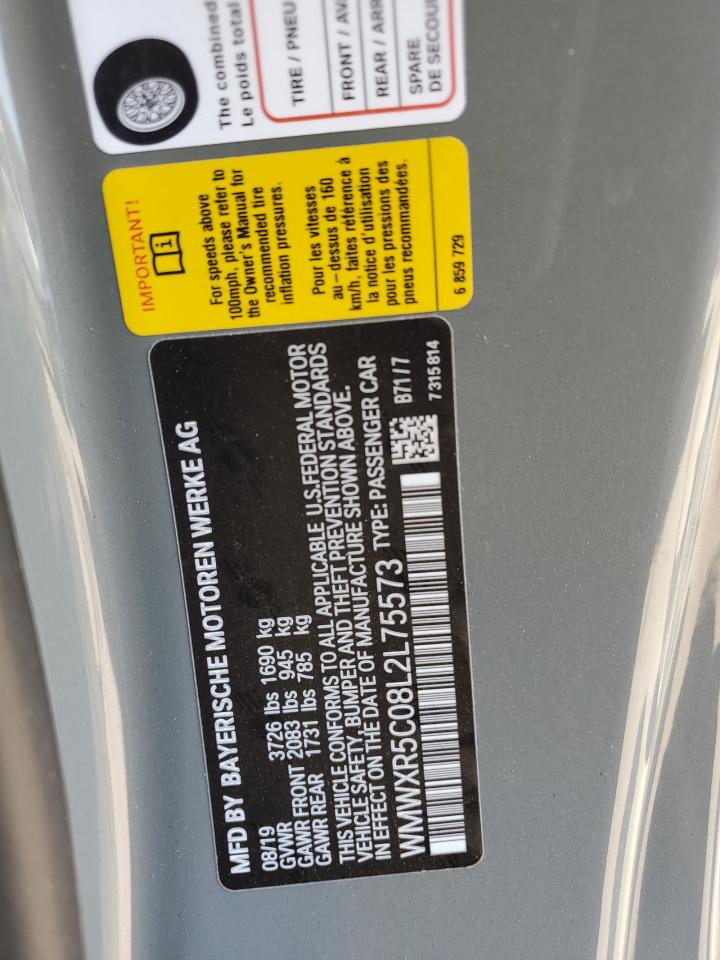 The combined
Le poids total
TIRE / PNEU
FRONT / AV
REAR / ARR
SPARE
DE SECOU
IMPORTANT!
i
For speeds above
100mph, please refer to
the Owner's Manual for
recommended tire
inflation pressures.
Pour les vitesses
au-dessus de 160
km/h, faites référence à
la notice d'utilisation
pour les pressions des
pneus recommandées.
6 859 729
MFD BY BAYERISCHE MOTOREN WERKE AG
08/19
GVWR 3726 lbs 1690 kg
GAWR FRONT 2083 lbs 945 kg
GAWR REAR 1731 lbs 785 kg
THIS VEHICLE CONFORMS TO ALL APPLICABLE U.S.FEDERAL MOTOR
VEHICLE SAFETY, BUMPER AND THEFT PREVENTION STANDARDS
IN EFFECT ON THE DATE OF MANUFACTURE SHOWN ABOVE.
WMWXR5C08L2L75573 TYPE: PASSENGER CAR
B71 / 7
7315814